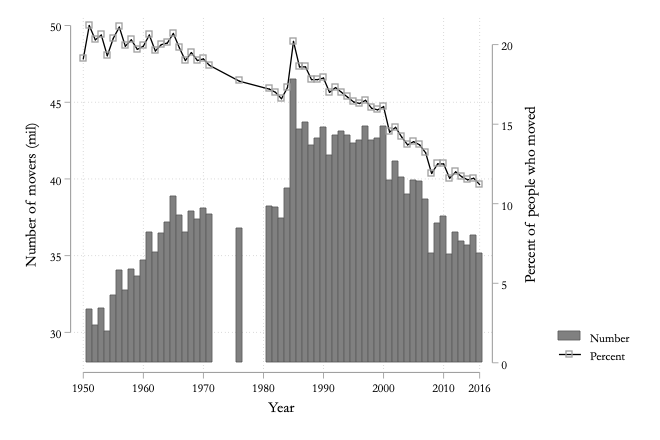 50
45
40
35
30
Number of movers (mil)
20
15
10
5
0
Percent of people who moved
1950 1960 1970 1980 1990 2000 2010 2016
Year
Number
Percent